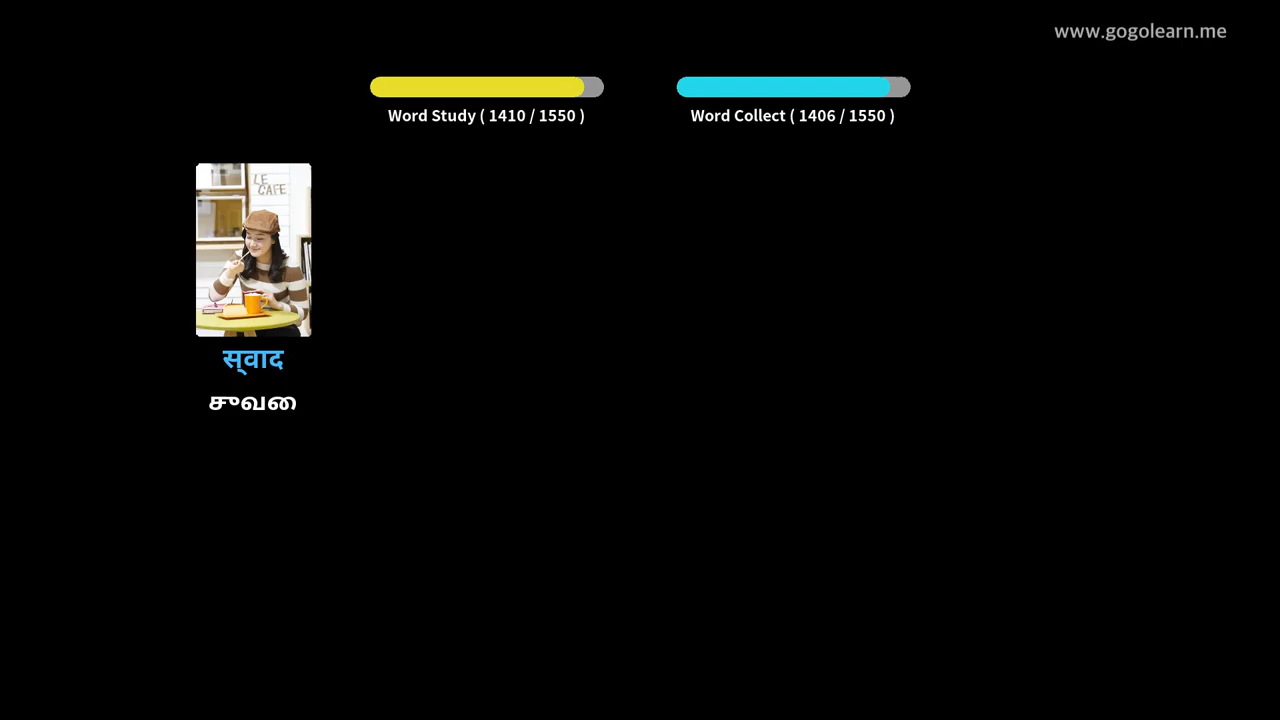 www.gogolearn.me
Word Study ( 1410 / 1550 )
Word Collect ( 1406 / 1550 )
LE
CAFE
स्‌वाद
சுவை